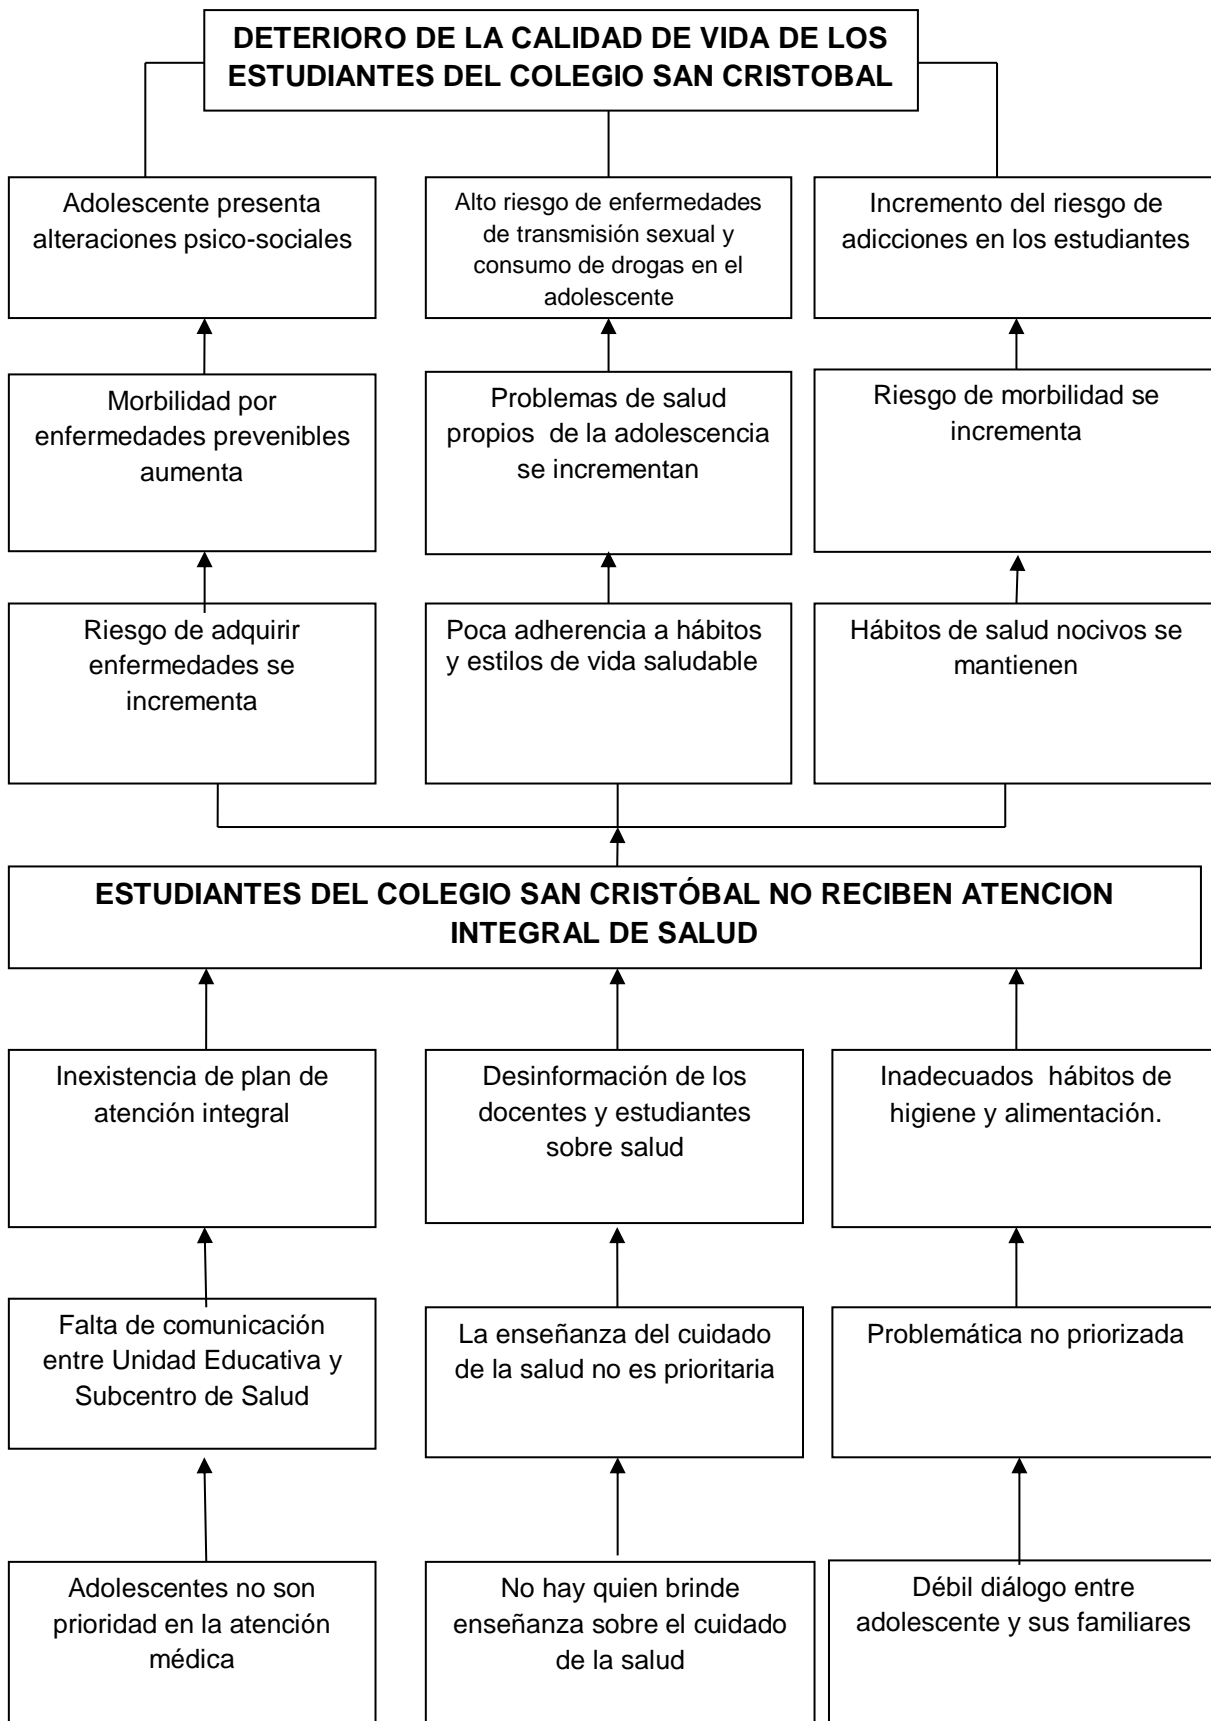 DETERIORO DE LA CALIDAD DE VIDA DE LOS
ESTUDIANTES DEL COLEGIO SAN CRISTOBAL
Adolescente presenta
alteraciones psico-sociales
Alto riesgo de enfermedades
de transmisión sexual y
consumo de drogas en el
adolescente
Incremento del riesgo de
adicciones en los estudiantes
Morbilidad por
enfermedades prevenibles
aumenta
Problemas de salud
propios de la adolescencia
se incrementan
Riesgo de morbilidad se
incrementa
Riesgo de adquirir
enfermedades se
incrementa
Poca adherencia a hábitos
y estilos de vida saludable
Hábitos de salud nocivos se
mantienen
ESTUDIANTES DEL COLEGIO SAN CRISTÓBAL NO RECIBEN ATENCION
INTEGRAL DE SALUD
Inexistencia de plan de
atención integral
Desinformación de los
docentes y estudiantes
sobre salud
Inadecuados hábitos de
higiene y alimentación.
Falta de comunicación
entre Unidad Educativa y
Subcentro de Salud
La enseñanza del cuidado
de la salud no es prioritaria
Problemática no priorizada
Adolescentes no son
prioridad en la atención
médica
No hay quien brinde
enseñanza sobre el cuidado
de la salud
Débil diálogo entre
adolescente y sus familiares